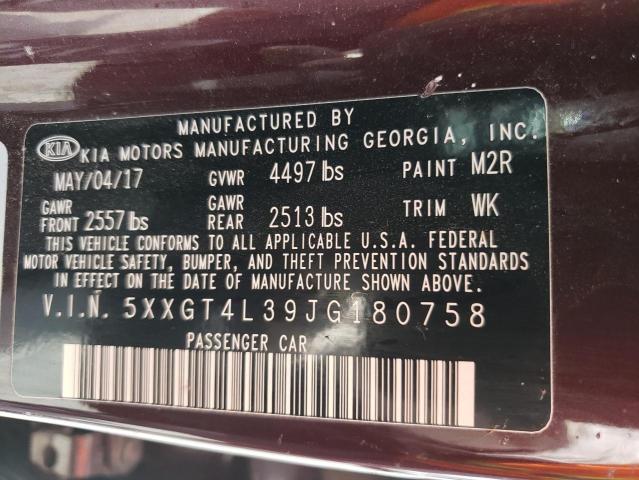 MANUFACTURED BY
KIA KIA MOTORS MANUFACTURING GEORGIA, INC.
MAY/04/17 GVWR 4497 lbs PAINT M2R
GAWR FRONT 2557 lbs GAWR REAR 2513 lbs TRIM WK
THIS VEHICLE CONFORMS TO ALL APPLICABLE U.S.A. FEDERAL
MOTOR VEHICLE SAFETY, BUMPER, AND THEFT PREVENTION STANDARDS
IN EFFECT ON THE DATE OF MANUFACTURE SHOWN ABOVE.
V.I.N. 5XXGT4L39JG180758
PASSENGER CAR